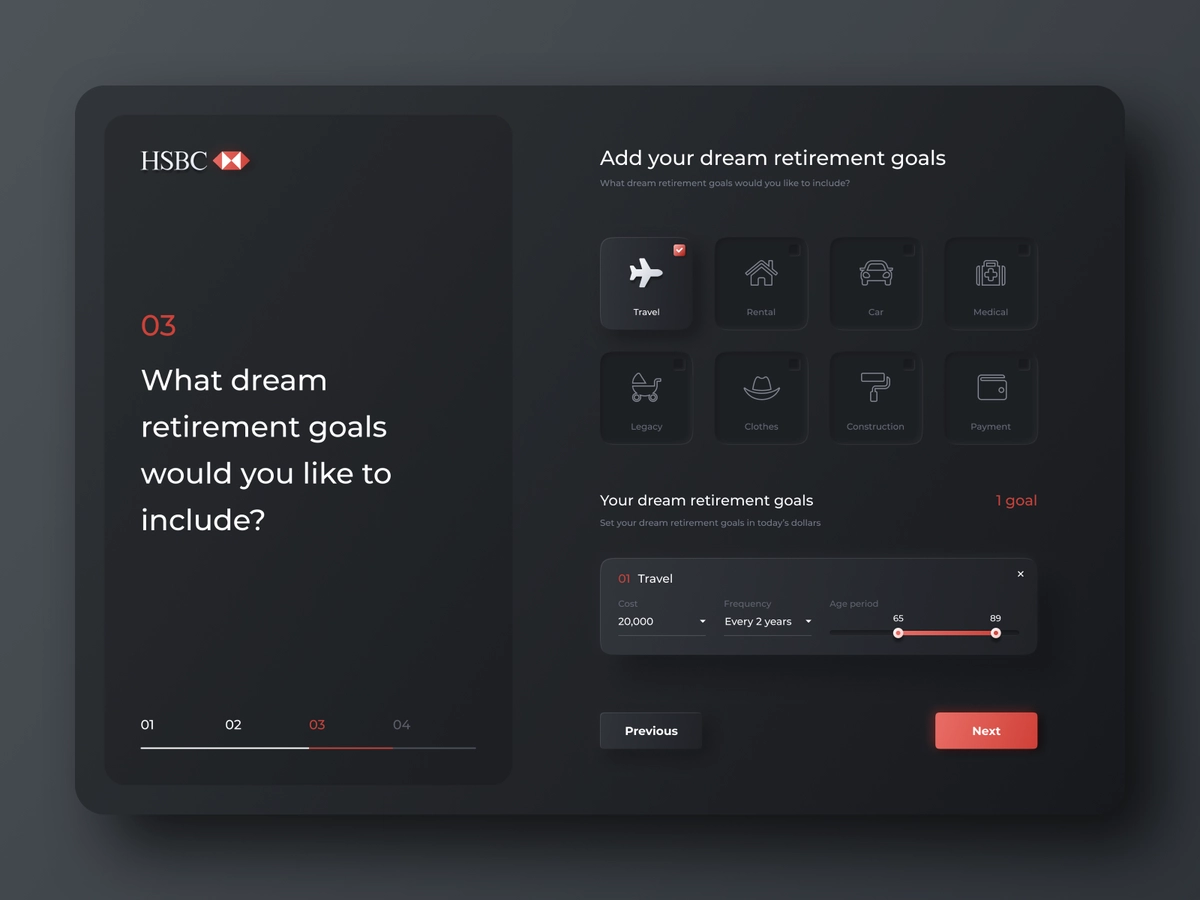 HSBC
03
What dream
retirement goals
would you like to
include?
01 02 03 04
Add your dream retirement goals
What dream retirement goals would you like to include?
Travel Rental Car Medical
Legacy Clothes Construction Payment
Your dream retirement goals 1 goal
Set your dream retirement goals in today's dollars
01 Travel ×
Cost Frequency Age period
20,000 Every 2 years 65 89
Previous Next